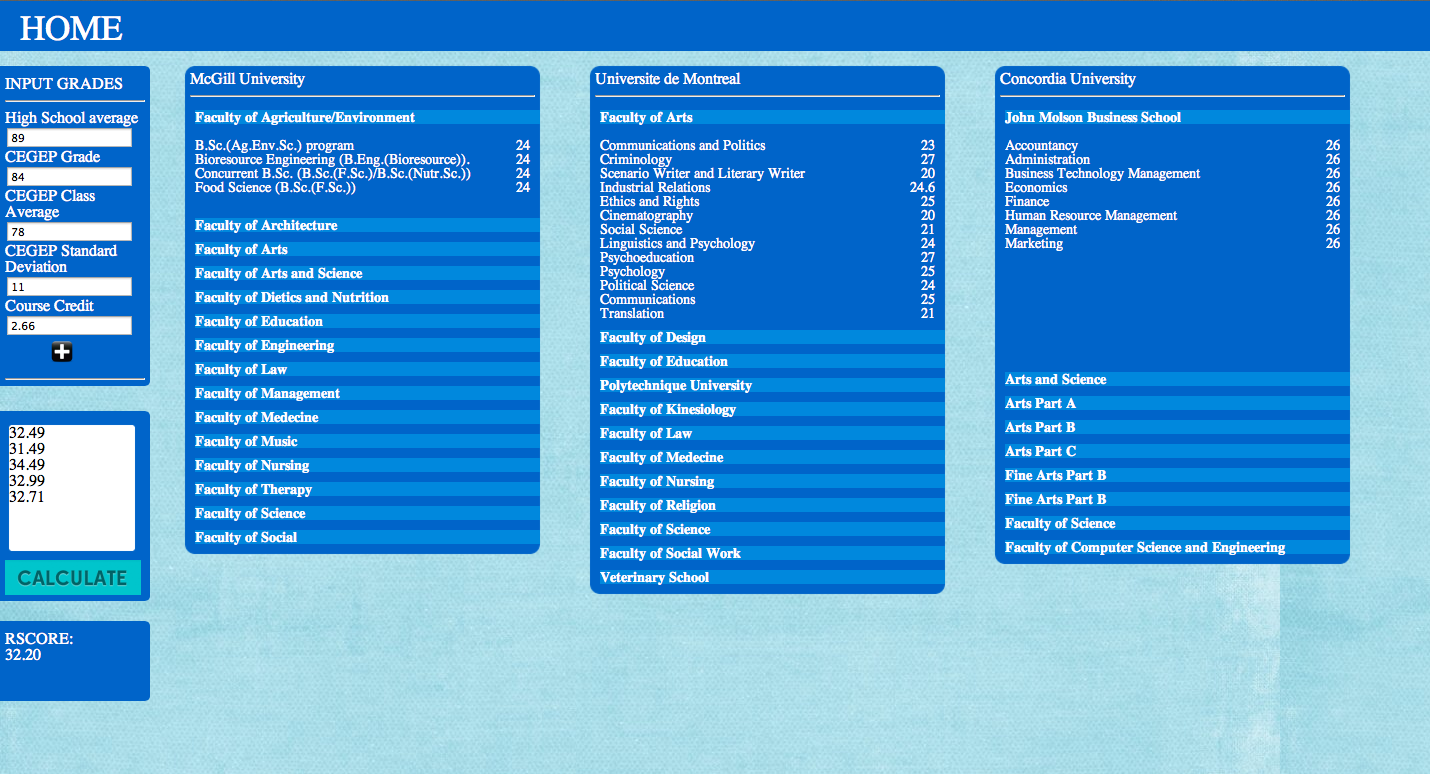 HOME
INPUT GRADES
High School average
89
CEGEP Grade
84
CEGEP Class
Average
78
CEGEP Standard
Deviation
11
Course Credit
2.66
32.49
31.49
34.49
32.99
32.71
CALCULATE
RSCORE:
32.20
McGill University
Faculty of Agriculture/Environment
B.Sc.(Ag.Env.Sc.) program 24
Bioresource Engineering (B.Eng.(Bioresource)). 24
Concurrent B.Sc. (B.Sc.(F.Sc.)/B.Sc.(Nutr.Sc.)) 24
Food Science (B.Sc.(F.Sc.)) 24
Faculty of Architecture
Faculty of Arts
Faculty of Arts and Science
Faculty of Dietics and Nutrition
Faculty of Education
Faculty of Engineering
Faculty of Law
Faculty of Management
Faculty of Medecine
Faculty of Music
Faculty of Nursing
Faculty of Therapy
Faculty of Science
Faculty of Social
Universite de Montreal
Faculty of Arts
Communications and Politics 23
Criminology 27
Scenario Writer and Literary Writer 20
Industrial Relations 24.6
Ethics and Rights 25
Cinematography 20
Social Science 21
Linguistics and Psychology 24
Psychoeducation 27
Psychology 25
Political Science 24
Communications 25
Translation 21
Faculty of Design
Faculty of Education
Polytechnique University
Faculty of Kinesiology
Faculty of Law
Faculty of Medecine
Faculty of Nursing
Faculty of Religion
Faculty of Science
Faculty of Social Work
Veterinary School
Concordia University
John Molson Business School
Accountancy 26
Administration 26
Business Technology Management 26
Economics 26
Finance 26
Human Resource Management 26
Management 26
Marketing 26
Arts and Science
Arts Part A
Arts Part B
Arts Part C
Fine Arts Part B
Fine Arts Part B
Faculty of Science
Faculty of Computer Science and Engineering